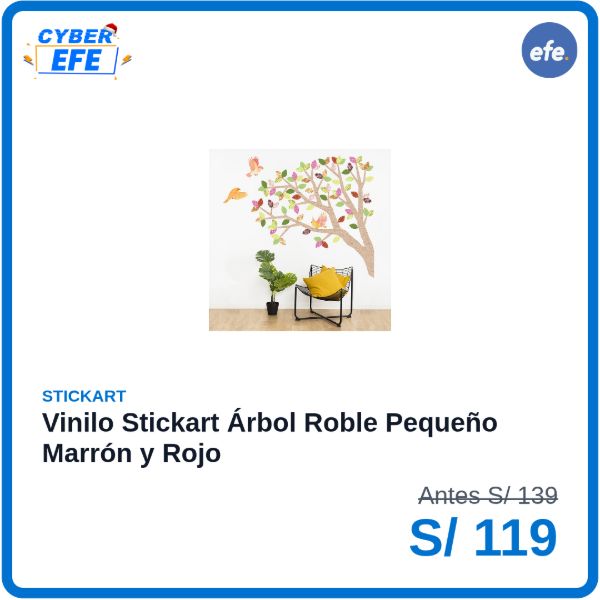 CYBER
EFE
efe.
STICKART
Vinilo Stickart Árbol Roble Pequeño
Marrón y Rojo
Antes S/ 139
S/ 119